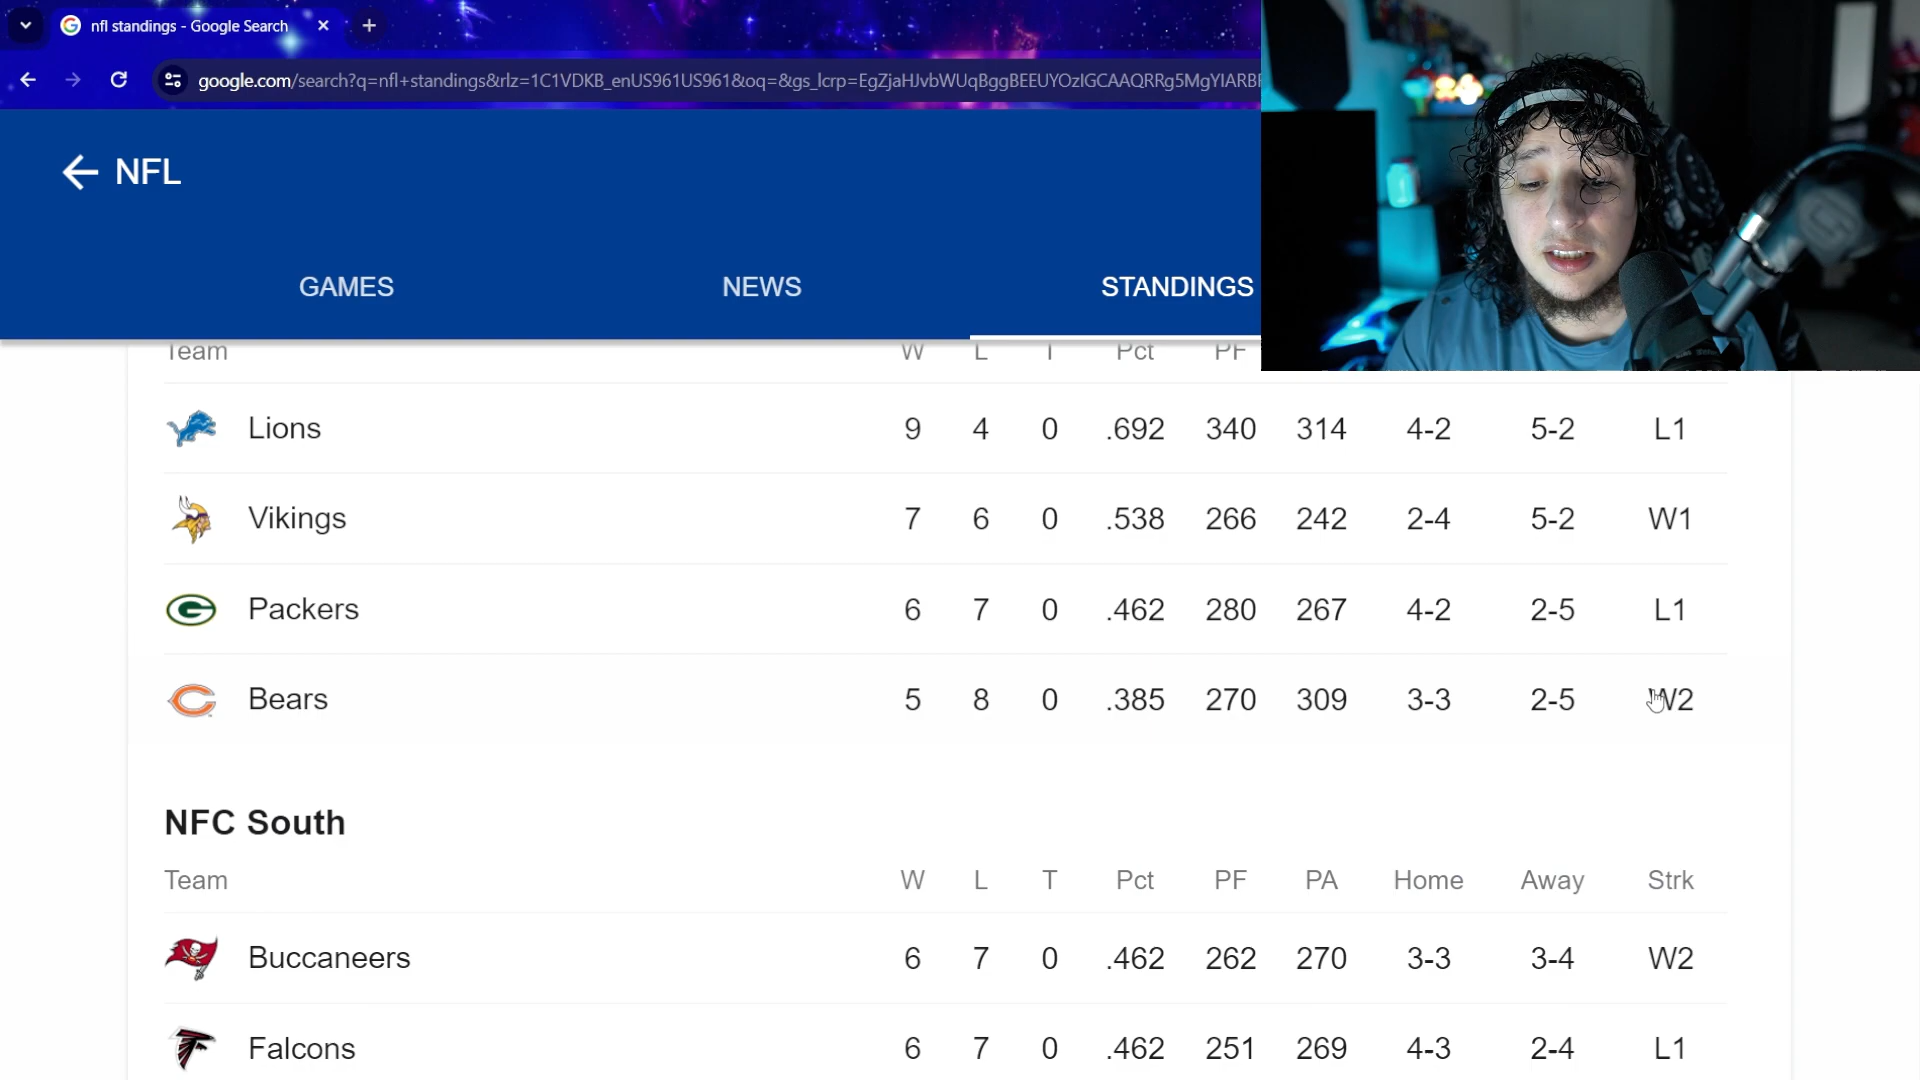 nfl standings - Google Search
google.com/search?q=nfl+standings&rlz=1C1VDKB_enUS961US961&oq=&gs_lcrp=EgZjaHJvbWUqBggBEEUYOzIGCAAQRRg5MgYIARBF
NFL
GAMES NEWS STANDINGS
Team W L T Pct PF
Lions 9 4 0 .692 340 314 4-2 5-2 L1
Vikings 7 6 0 .538 266 242 2-4 5-2 W1
Packers 6 7 0 .462 280 267 4-2 2-5 L1
Bears 5 8 0 .385 270 309 3-3 2-5 W2
NFC South
Team W L T Pct PF PA Home Away Strk
Buccaneers 6 7 0 .462 262 270 3-3 3-4 W2
Falcons 6 7 0 .462 251 269 4-3 2-4 L1